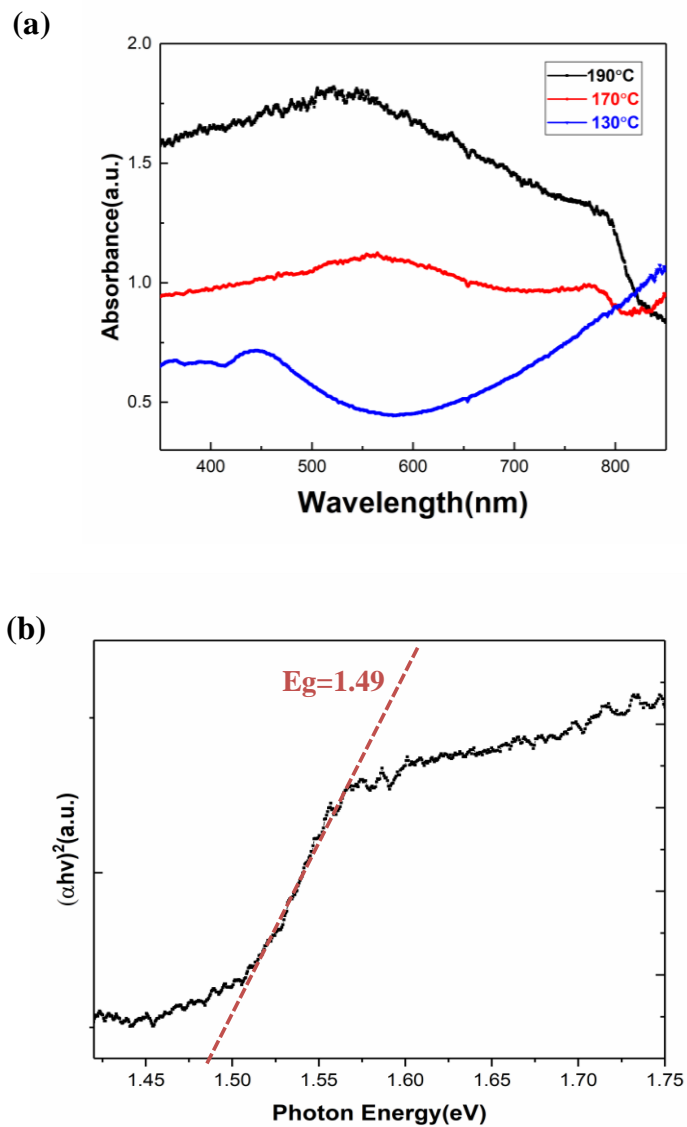 (a)
2.0
1.5
1.0
0.5
Absorbance(a.u.)
190°C
170°C
130°C
400 500 600 700 800
Wavelength(nm)
(b)
Eg=1.49
(αhv)²(a.u.)
1.45 1.50 1.55 1.60 1.65 1.70 1.75
Photon Energy(eV)